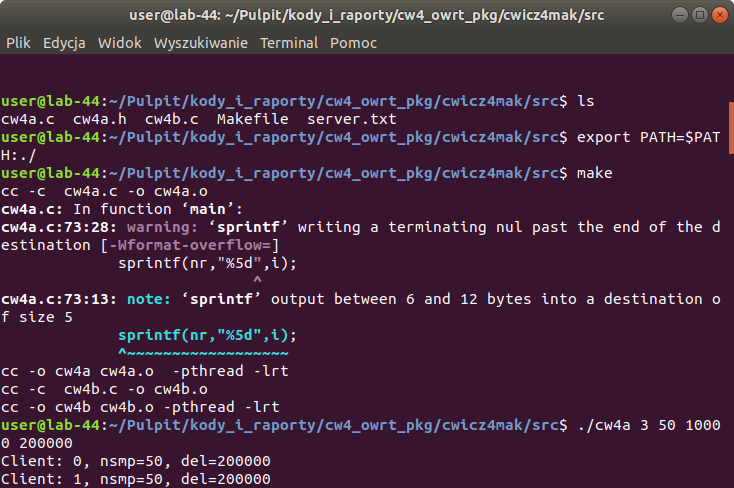 user@lab-44: ~/Pulpit/kody_i_raporty/cw4_owrt_pkg/cwicz4mak/src
Plik Edycja Widok Wyszukiwanie Terminal Pomoc
user@lab-44:~/Pulpit/kody_i_raporty/cw4_owrt_pkg/cwicz4mak/src$ ls
cw4a.c  cw4a.h  cw4b.c  Makefile  server.txt
user@lab-44:~/Pulpit/kody_i_raporty/cw4_owrt_pkg/cwicz4mak/src$ export PATH=$PAT
H:./
user@lab-44:~/Pulpit/kody_i_raporty/cw4_owrt_pkg/cwicz4mak/src$ make
cc -c  cw4a.c -o cw4a.o
cw4a.c: In function ‘main’:
cw4a.c:73:28: warning: ‘sprintf’ writing a terminating nul past the end of the d
estination [-Wformat-overflow=]
             sprintf(nr,"%5d",i);
                            ^
cw4a.c:73:13: note: ‘sprintf’ output between 6 and 12 bytes into a destination o
f size 5
             sprintf(nr,"%5d",i);
             ^~~~~~~~~~~~~~~~~~~
cc -o cw4a cw4a.o  -pthread -lrt
cc -c  cw4b.c -o cw4b.o
cc -o cw4b cw4b.o -pthread -lrt
user@lab-44:~/Pulpit/kody_i_raporty/cw4_owrt_pkg/cwicz4mak/src$ ./cw4a 3 50 1000
0 200000
Client: 0, nsmp=50, del=200000
Client: 1, nsmp=50, del=200000